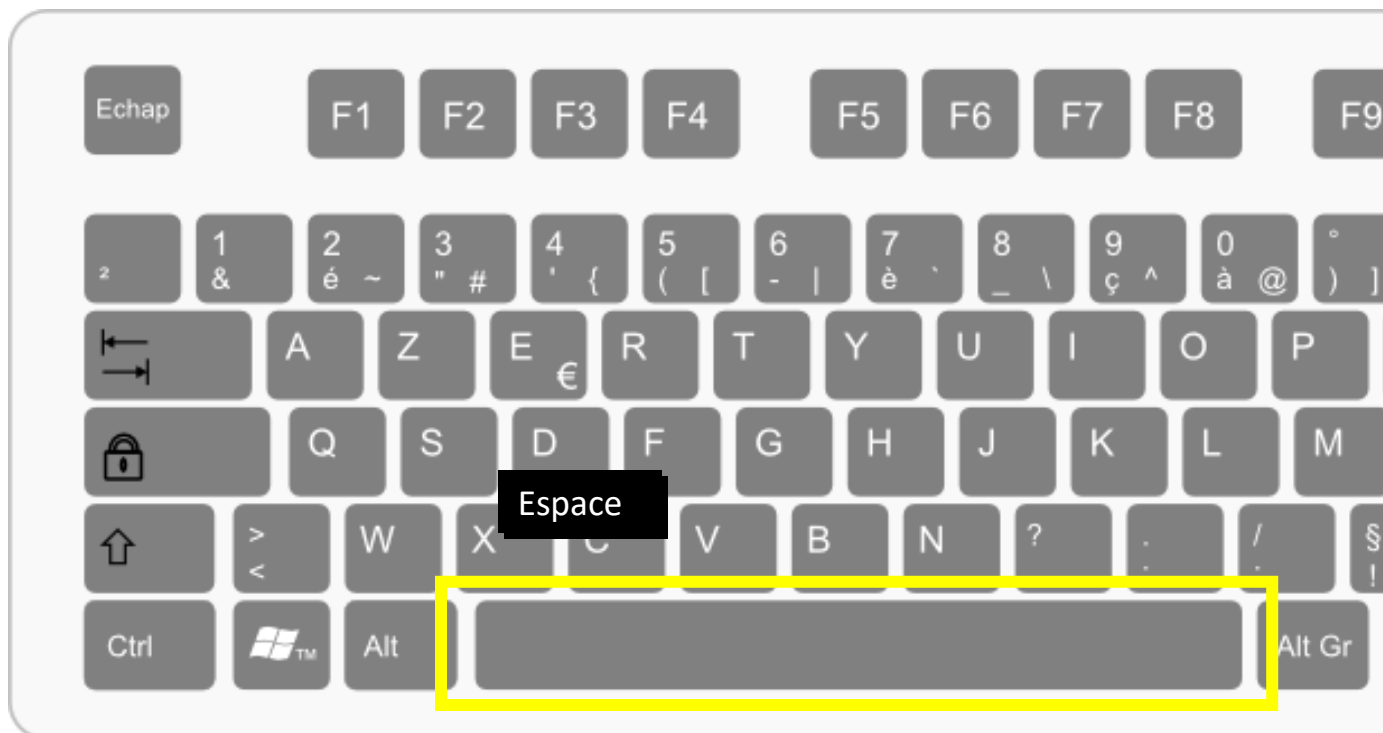 Echap F1 F2 F3 F4 F5 F6 F7 F8 F9
1 2 3 4 5 6 7 8 9 0 °
² & é ~ " # ' { ( [ - | è ` _ \ ç ^ à @ ) ]
A Z E € R T Y U I O P
Q S D F G H J K L M
Espace
> W X C V B N ? . / §
< !
Ctrl TM Alt Alt Gr